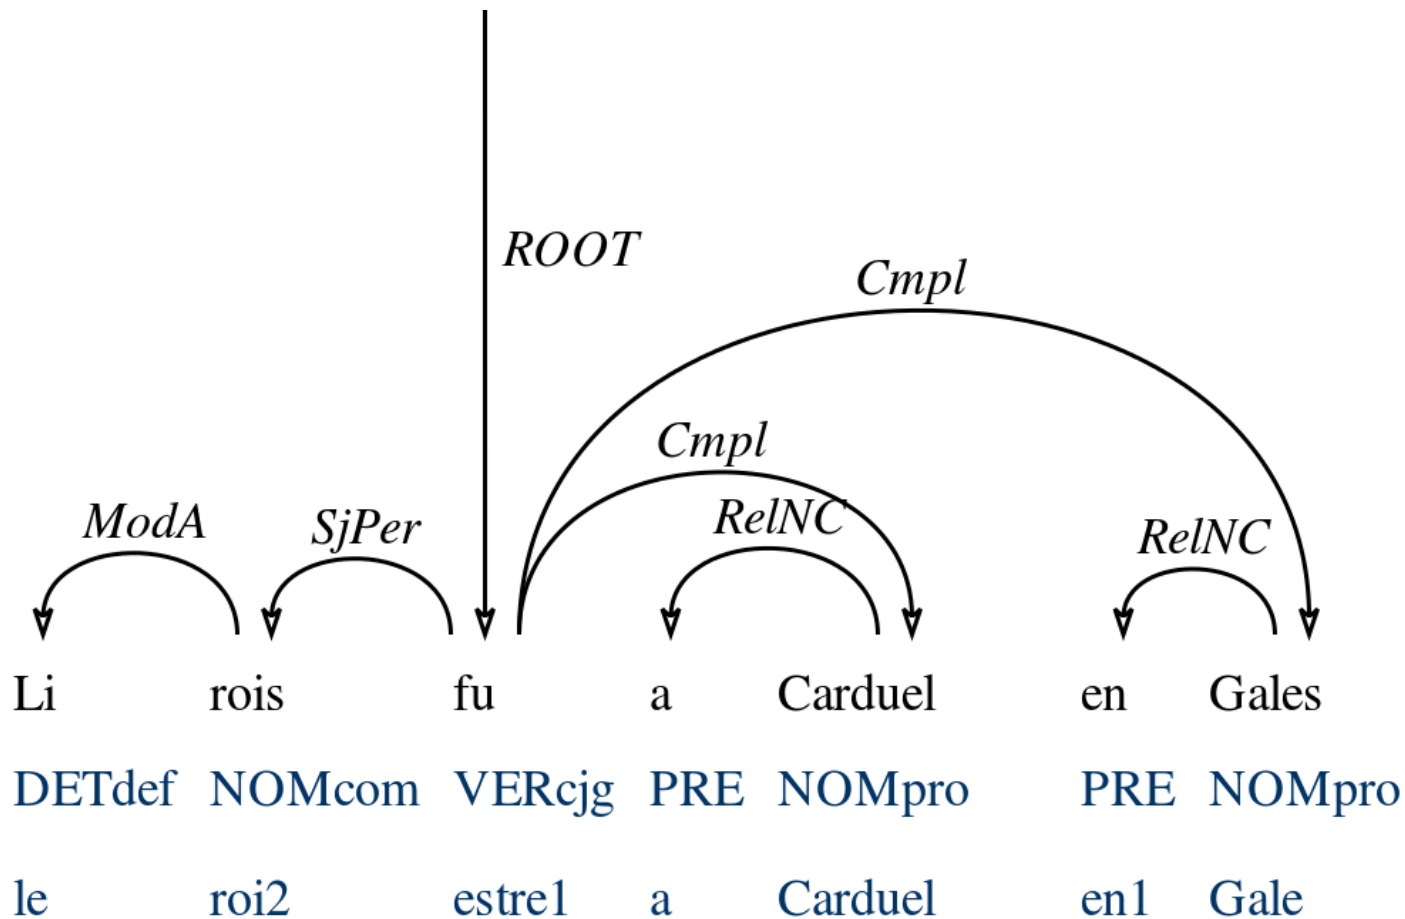 ROOT
Cmpl
Cmpl
ModA SjPer RelNC RelNC
Li rois fu a Carduel en Gales
DETdef NOMcom VERcjg PRE NOMpro PRE NOMpro
le roi2 estre1 a Carduel en1 Gale